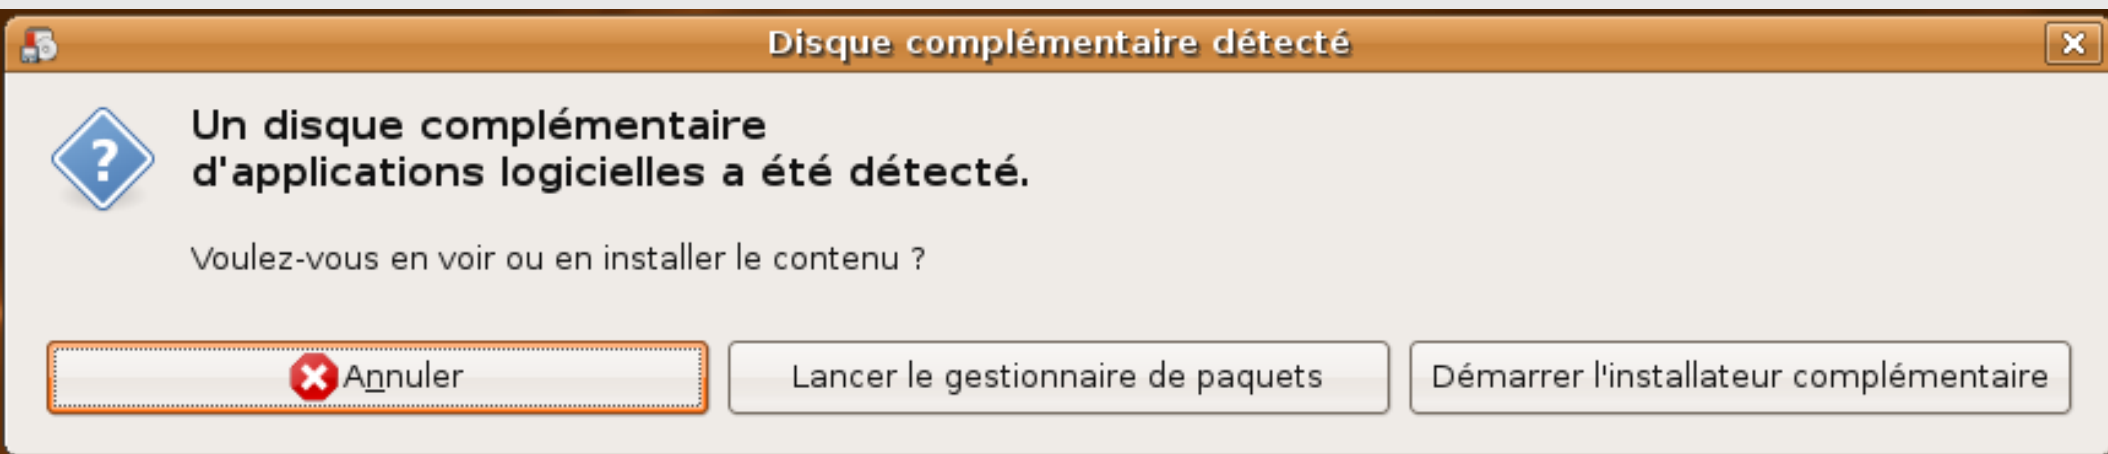 Disque complémentaire détecté
Un disque complémentaire
d'applications logicielles a été détecté.
Voulez-vous en voir ou en installer le contenu ?
Annuler
Lancer le gestionnaire de paquets
Démarrer l'installateur complémentaire